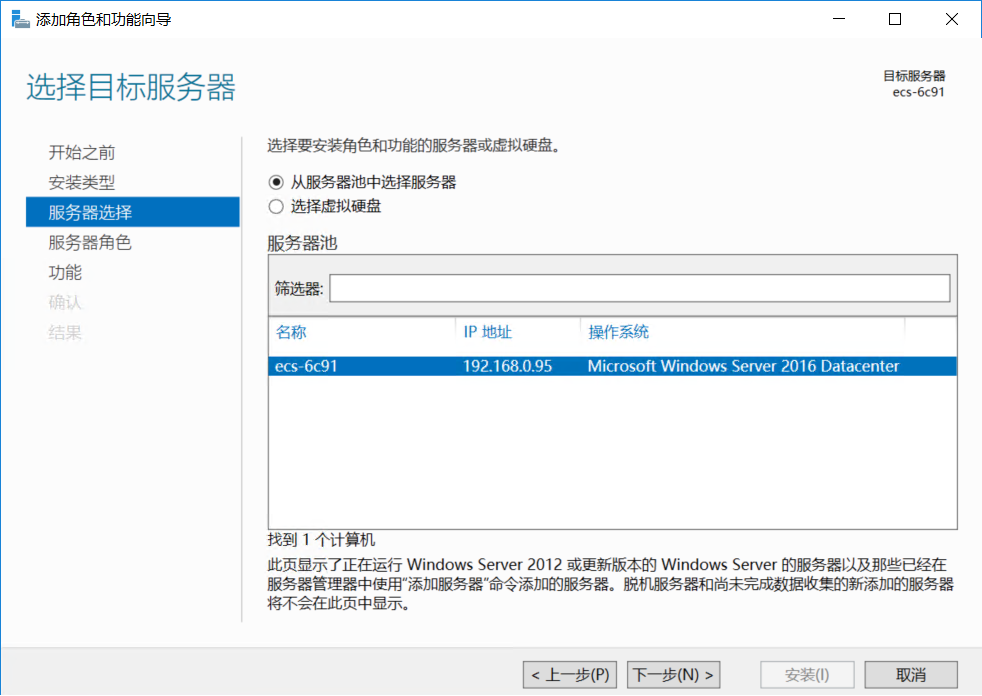 添加角色和功能向导
选择目标服务器
目标服务器
ecs-6c91
开始之前
安装类型
服务器选择
服务器角色
功能
确认
结果
选择要安装角色和功能的服务器或虚拟硬盘。
从服务器池中选择服务器
选择虚拟硬盘
服务器池
筛选器:
名称 IP 地址 操作系统
ecs-6c91 192.168.0.95 Microsoft Windows Server 2016 Datacenter
找到 1 个计算机
此页显示了正在运行 Windows Server 2012 或更新版本的 Windows Server 的服务器以及那些已经在
服务器管理器中使用"添加服务器"命令添加的服务器。脱机服务器和尚未完成数据收集的新添加的服务器
将不会在此页中显示。
< 上一步(P) 下一步(N) > 安装(I) 取消